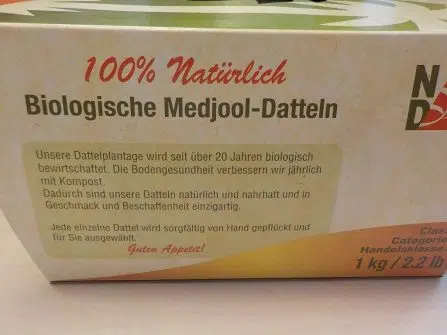 100% Natürlich
Biologische Medjool-Datteln
N
D
Unsere Dattelplantage wird seit über 20 Jahren biologisch
bewirtschaftet. Die Bodengesundheit verbessern wir jährlich
mit Kompost.
Dadurch sind unsere Datteln natürlich und nahrhaft und in
Geschmack und Beschaffenheit einzigartig.
Jede einzelne Dattel wird sorgfältig von Hand gepflückt und
für Sie ausgewählt.
Guten Appetit!
Categorie
Handelsklasse
1 kg / 2.2 lb